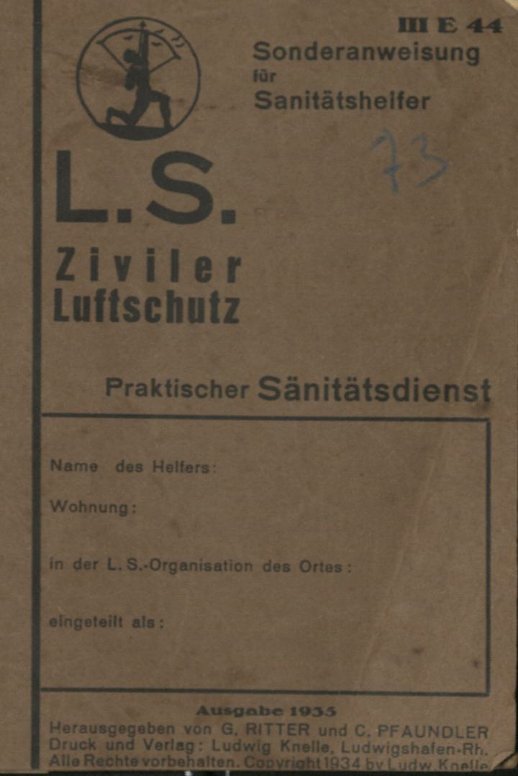 III E 44
Sonderanweisung
für
Sanitätshelfer
73
L.S.
Ziviler
Luftschutz
Praktischer Sänitätsdienst
Name des Helfers:
Wohnung:
in der L.S.-Organisation des Ortes:
eingeteilt als:
Ausgabe 1935
Herausgegeben von G. RITTER und C. PFAUNDLER
Druck und Verlag: Ludwig Knelle, Ludwigshafen-Rh.
Alle Rechte vorbehalten. Copyright 1934 by Ludw Knelle